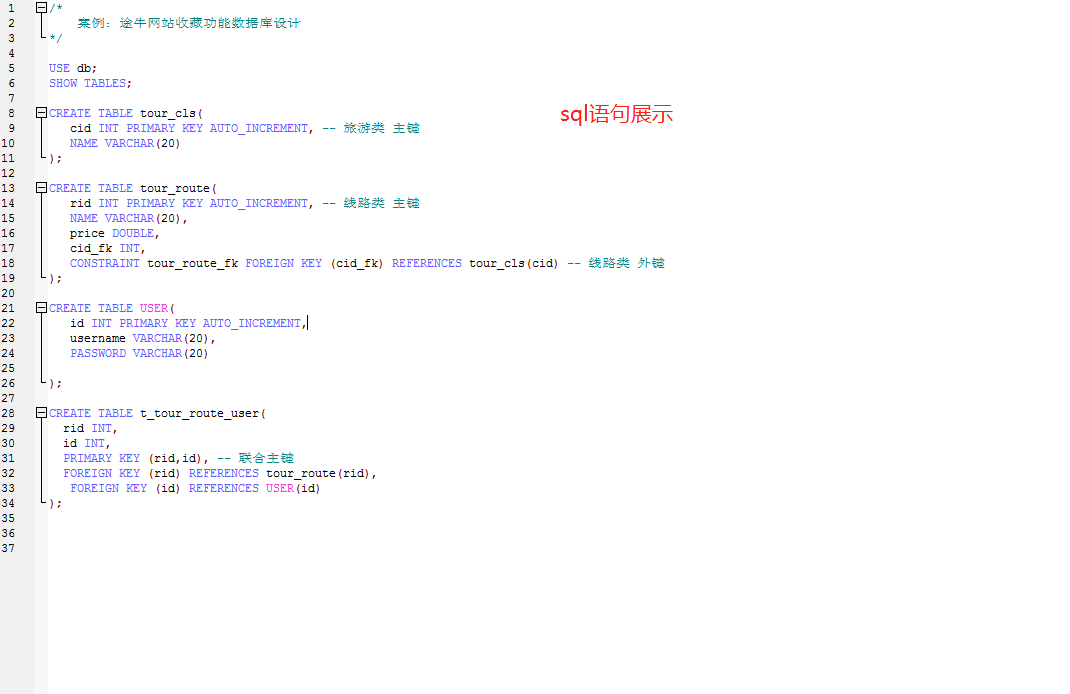 1 /*
2 案例：途牛网站收藏功能数据库设计
3 */
4
5 USE db;
6 SHOW TABLES;
7
8 CREATE TABLE tour_cls(
sql语句展示
9 cid INT PRIMARY KEY AUTO_INCREMENT, -- 旅游类 主键
10 NAME VARCHAR(20)
11 );
12
13 CREATE TABLE tour_route(
14 rid INT PRIMARY KEY AUTO_INCREMENT, -- 线路类 主键
15 NAME VARCHAR(20),
16 price DOUBLE,
17 cid_fk INT,
18 CONSTRAINT tour_route_fk FOREIGN KEY (cid_fk) REFERENCES tour_cls(cid) -- 线路类 外键
19 );
20
21 CREATE TABLE USER(
22 id INT PRIMARY KEY AUTO_INCREMENT,
23 username VARCHAR(20),
24 PASSWORD VARCHAR(20)
25
26 );
27
28 CREATE TABLE t_tour_route_user(
29 rid INT,
30 id INT,
31 PRIMARY KEY (rid,id), -- 联合主键
32 FOREIGN KEY (rid) REFERENCES tour_route(rid),
33 FOREIGN KEY (id) REFERENCES USER(id)
34 );
35
36
37